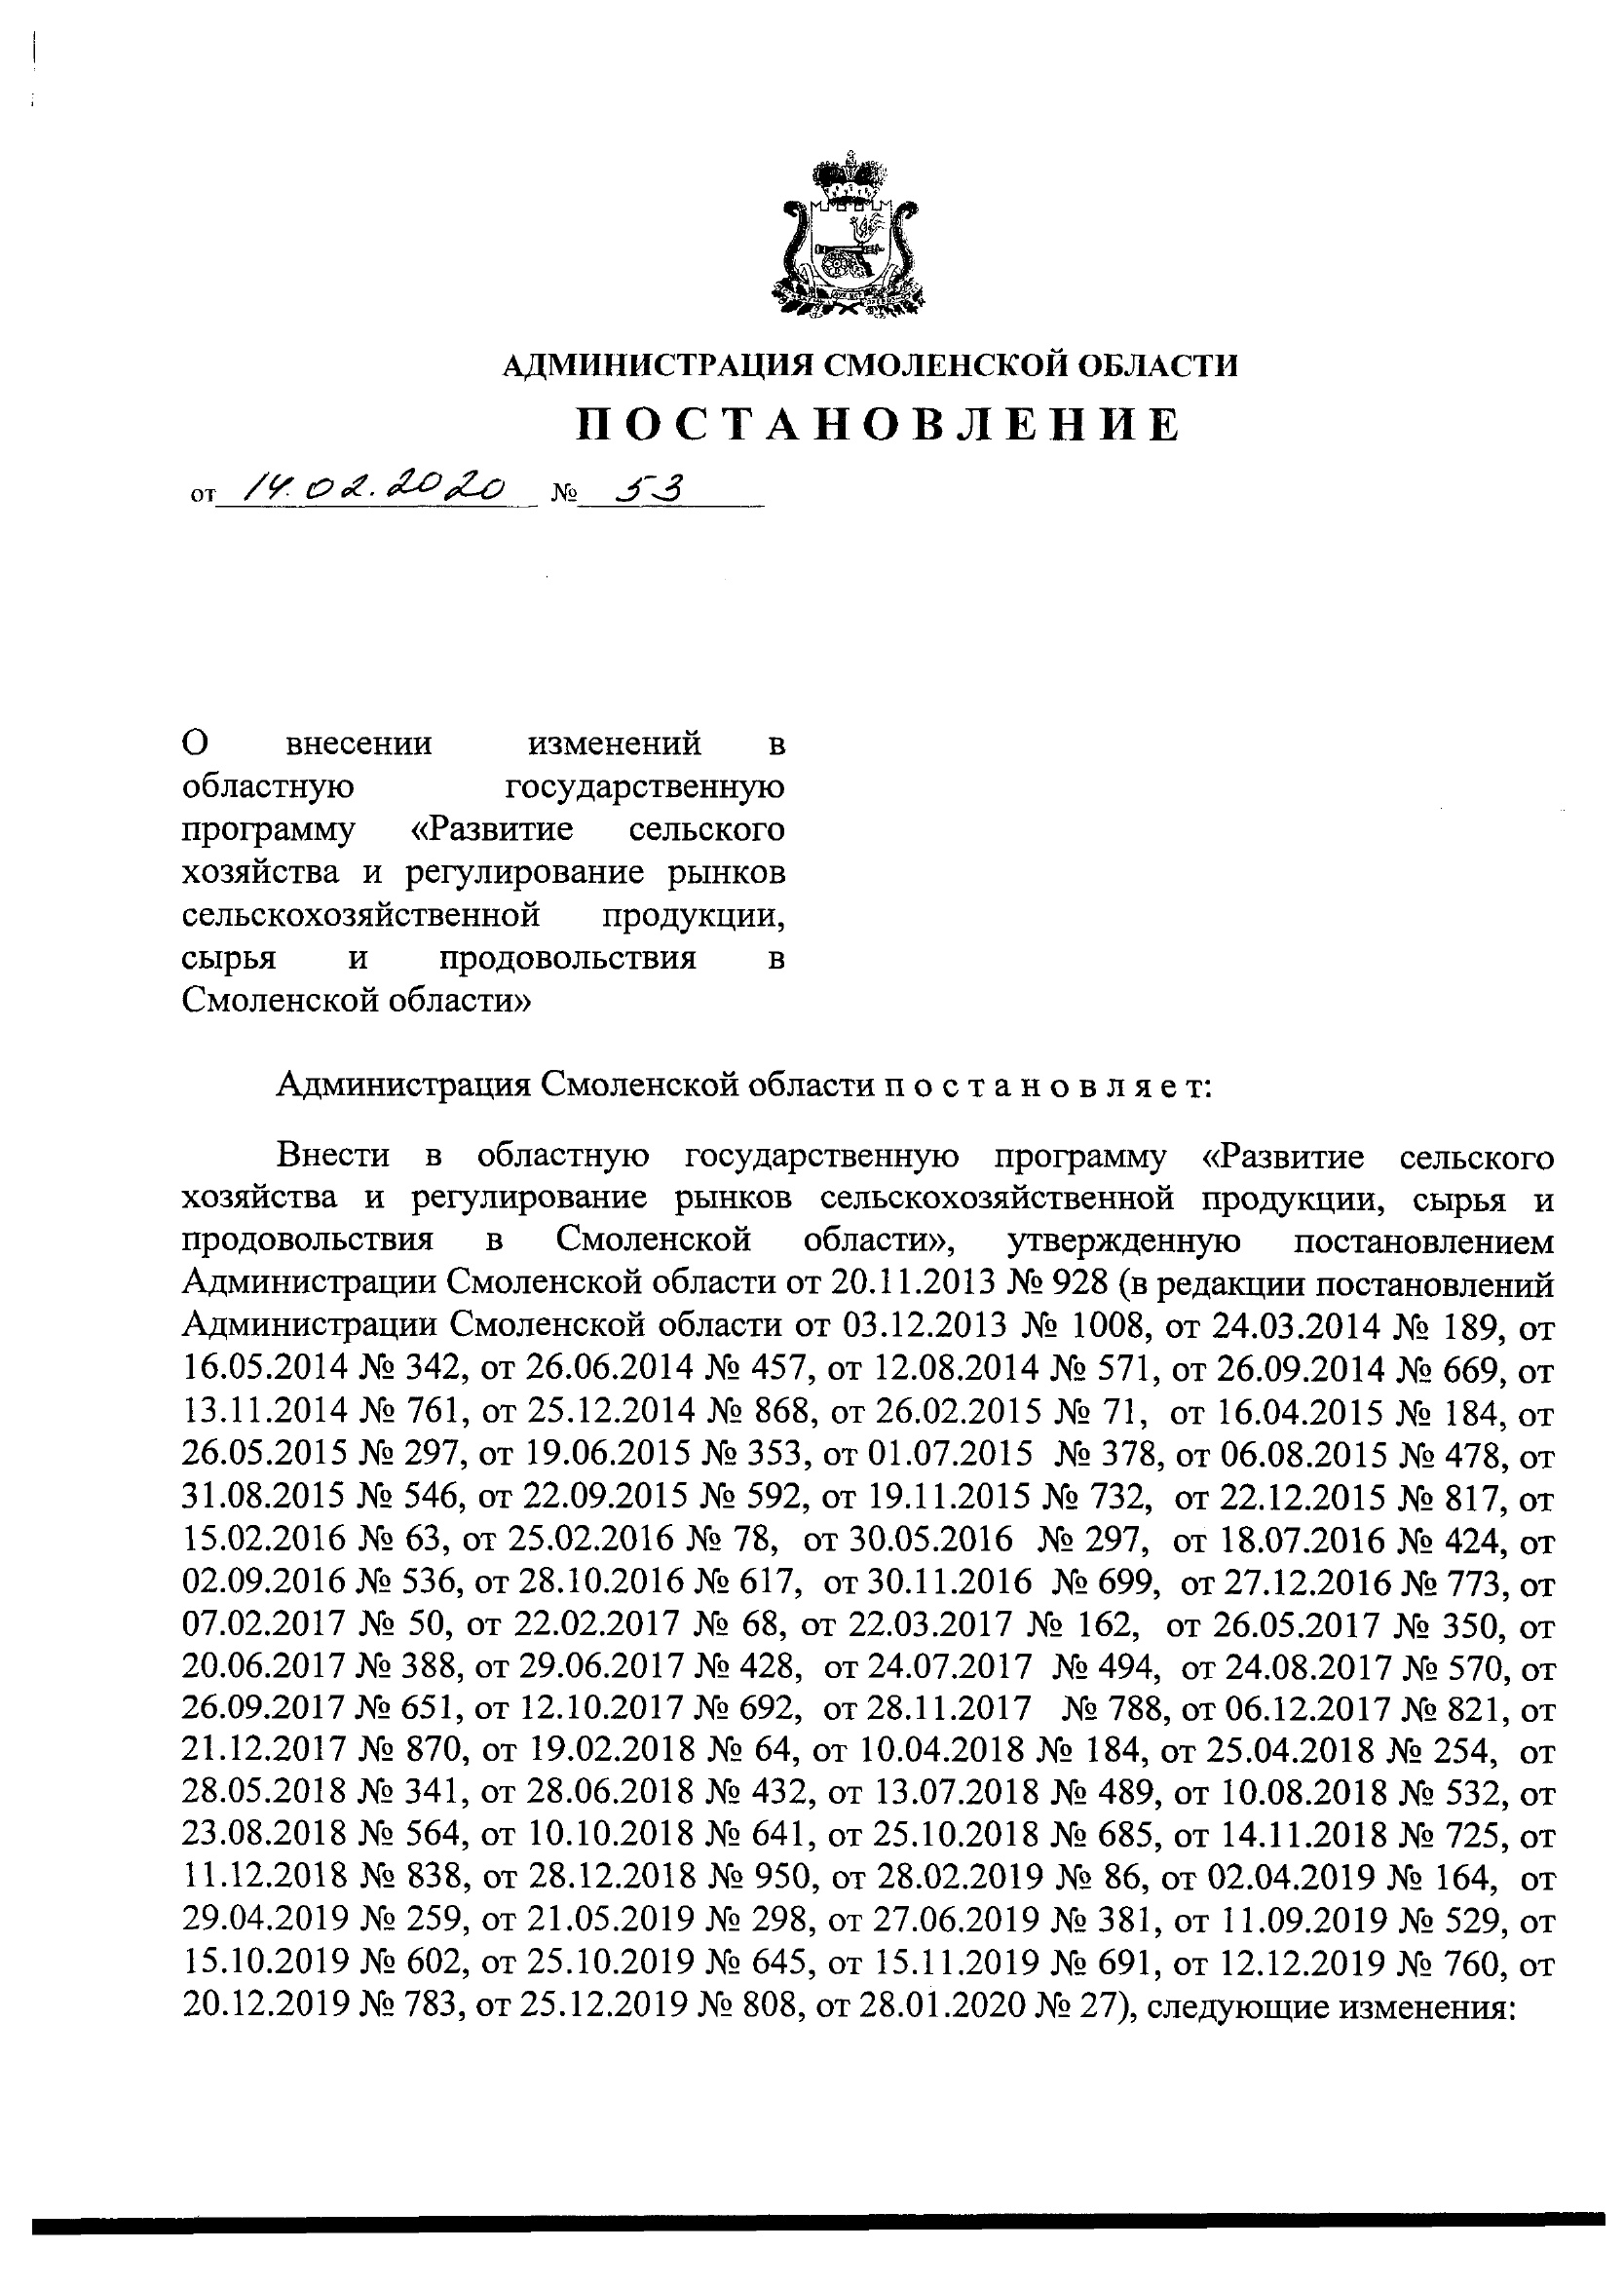 АДМИНИСТРАЦИЯ СМОЛЕНСКОЙ ОБЛАСТИ
П О С Т А Н О В Л Е Н И Е
от 14.02.2020 № 53
О внесении изменений в
областную государственную
программу «Развитие сельского
хозяйства и регулирование рынков
сельскохозяйственной продукции,
сырья и продовольствия в
Смоленской области»
Администрация Смоленской области п о с т а н о в л я е т:
Внести в областную государственную программу «Развитие сельского
хозяйства и регулирование рынков сельскохозяйственной продукции, сырья и
продовольствия в Смоленской области», утвержденную постановлением
Администрации Смоленской области от 20.11.2013 № 928 (в редакции постановлений
Администрации Смоленской области от 03.12.2013 № 1008, от 24.03.2014 № 189, от
16.05.2014 № 342, от 26.06.2014 № 457, от 12.08.2014 № 571, от 26.09.2014 № 669, от
13.11.2014 № 761, от 25.12.2014 № 868, от 26.02.2015 № 71, от 16.04.2015 № 184, от
26.05.2015 № 297, от 19.06.2015 № 353, от 01.07.2015 № 378, от 06.08.2015 № 478, от
31.08.2015 № 546, от 22.09.2015 № 592, от 19.11.2015 № 732, от 22.12.2015 № 817, от
15.02.2016 № 63, от 25.02.2016 № 78, от 30.05.2016 № 297, от 18.07.2016 № 424, от
02.09.2016 № 536, от 28.10.2016 № 617, от 30.11.2016 № 699, от 27.12.2016 № 773, от
07.02.2017 № 50, от 22.02.2017 № 68, от 22.03.2017 № 162, от 26.05.2017 № 350, от
20.06.2017 № 388, от 29.06.2017 № 428, от 24.07.2017 № 494, от 24.08.2017 № 570, от
26.09.2017 № 651, от 12.10.2017 № 692, от 28.11.2017 № 788, от 06.12.2017 № 821, от
21.12.2017 № 870, от 19.02.2018 № 64, от 10.04.2018 № 184, от 25.04.2018 № 254, от
28.05.2018 № 341, от 28.06.2018 № 432, от 13.07.2018 № 489, от 10.08.2018 № 532, от
23.08.2018 № 564, от 10.10.2018 № 641, от 25.10.2018 № 685, от 14.11.2018 № 725, от
11.12.2018 № 838, от 28.12.2018 № 950, от 28.02.2019 № 86, от 02.04.2019 № 164, от
29.04.2019 № 259, от 21.05.2019 № 298, от 27.06.2019 № 381, от 11.09.2019 № 529, от
15.10.2019 № 602, от 25.10.2019 № 645, от 15.11.2019 № 691, от 12.12.2019 № 760, от
20.12.2019 № 783, от 25.12.2019 № 808, от 28.01.2020 № 27), следующие изменения: